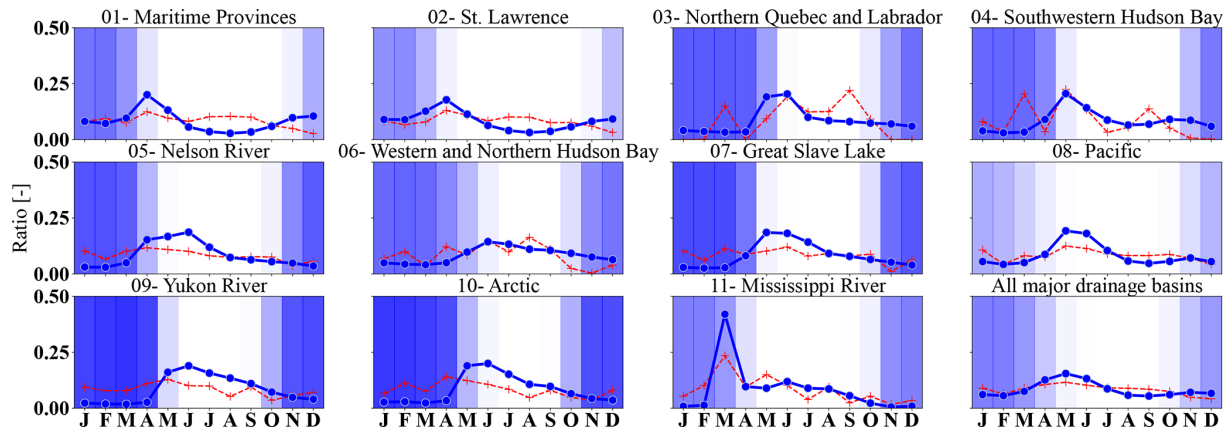 01- Maritime Provinces
02- St. Lawrence
03- Northern Quebec and Labrador
04- Southwestern Hudson Bay
0.50
0.25
0.00
05- Nelson River
06- Western and Northern Hudson Bay
07- Great Slave Lake
08- Pacific
0.50
0.25
0.00
Ratio [-]
09- Yukon River
10- Arctic
11- Mississippi River
All major drainage basins
0.50
0.25
0.00
J F M A M J J A S O N D
J F M A M J J A S O N D
J F M A M J J A S O N D
J F M A M J J A S O N D